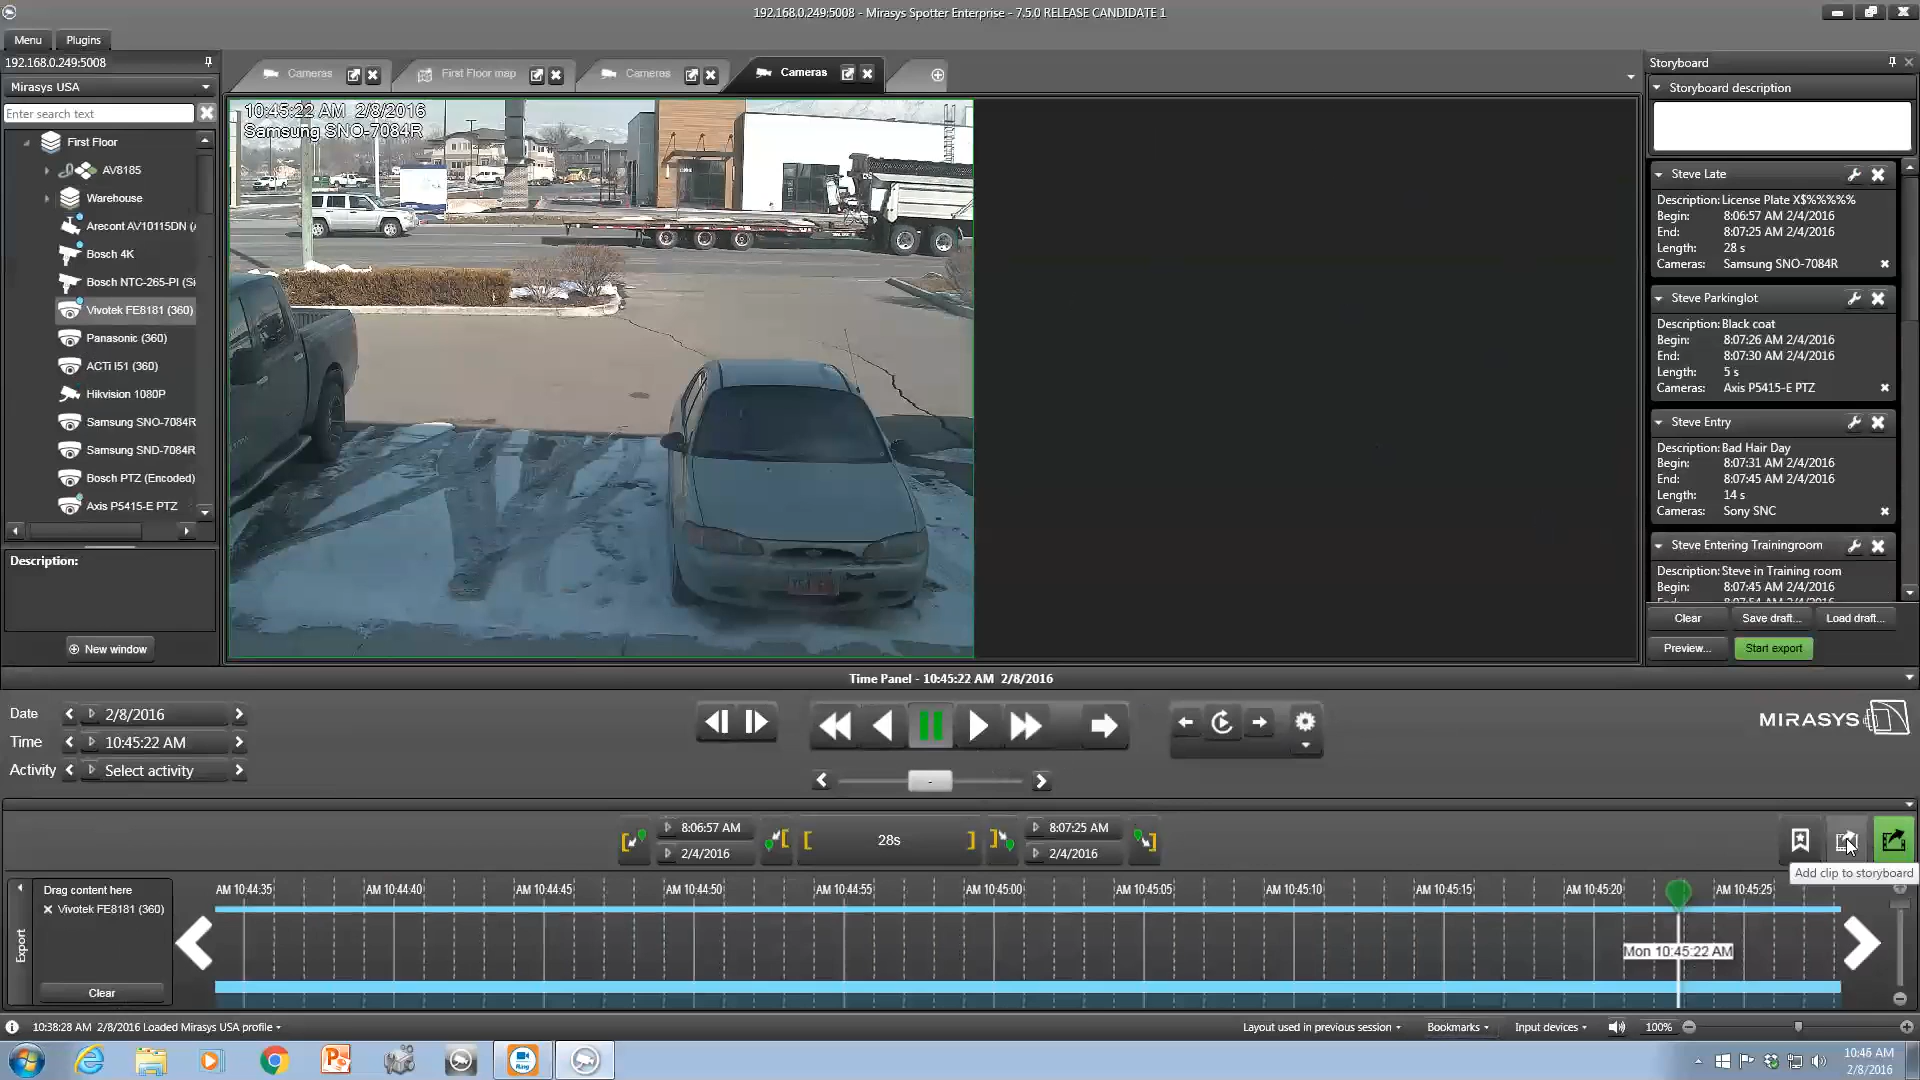 192.168.0.249:5008 - Mirasys Spotter Enterprise - 7.5.0 RELEASE CANDIDATE 1
Menu
Plugins
192.168.0.249:5008
Mirasys USA
Enter search text
First Floor
AV8185
Warehouse
Arecont AV10115DN (A
Bosch 4K
Bosch NTC-265-PI (Si
Vivotek FE8181 (360)
Panasonic (360)
ACTi I51 (360)
Hikvision 1080P
Samsung SNO-7084R
Samsung SND-7084R
Bosch PTZ (Encoded)
Axis P5415-E PTZ
Description:
New window
Cameras
First Floor map
Cameras
Cameras
10:45:22 AM 2/8/2016
Samsung SNO-7084R
Storyboard
Storyboard description
Steve Late
Description: License Plate X$%%%%%
Begin: 8:06:57 AM 2/4/2016
End: 8:07:25 AM 2/4/2016
Length: 28 s
Cameras: Samsung SNO-7084R
Steve Parkinglot
Description: Black coat
Begin: 8:07:26 AM 2/4/2016
End: 8:07:30 AM 2/4/2016
Length: 5 s
Cameras: Axis P5415-E PTZ
Steve Entry
Description: Bad Hair Day
Begin: 8:07:31 AM 2/4/2016
End: 8:07:45 AM 2/4/2016
Length: 14 s
Cameras: Sony SNC
Steve Entering Trainingroom
Description: Steve in Training room
Begin: 8:07:45 AM 2/4/2016
Clear
Save draft...
Load draft...
Preview...
Start export
Time Panel - 10:45:22 AM 2/8/2016
Date 2/8/2016
Time 10:45:22 AM
Activity Select activity
MIRASYS
8:06:57 AM
2/4/2016
[ 28s ]
8:07:25 AM
2/4/2016
Add clip to storyboard
Export
Drag content here
Vivotek FE8181 (360)
Clear
AM 10:44:35
AM 10:44:40
AM 10:44:45
AM 10:44:50
AM 10:44:55
AM 10:45:00
AM 10:45:05
AM 10:45:10
AM 10:45:15
AM 10:45:20
AM 10:45:25
Mon 10:45:22 AM
10:38:28 AM 2/8/2016 Loaded Mirasys USA profile
Layout used in previous session
Bookmarks
Input devices
100%
10:46 AM
2/8/2016